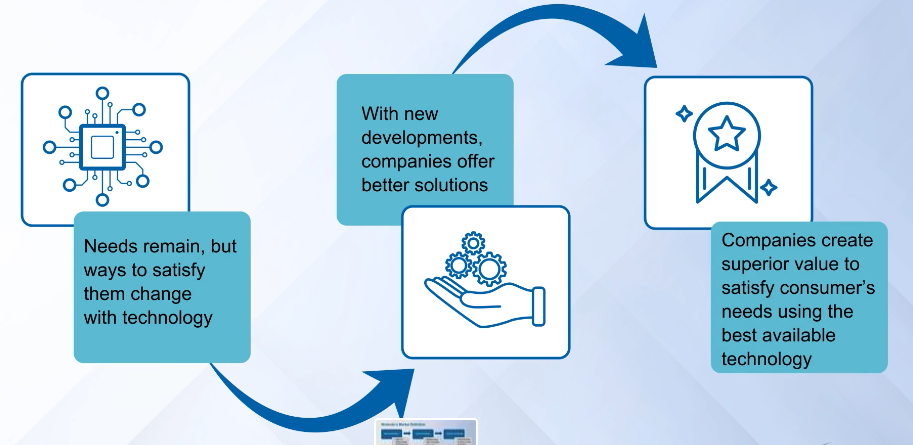 Needs remain, but
ways to satisfy
them change
with technology
With new
developments,
companies offer
better solutions
Companies create
superior value to
satisfy consumer's
needs using the
best available
technology